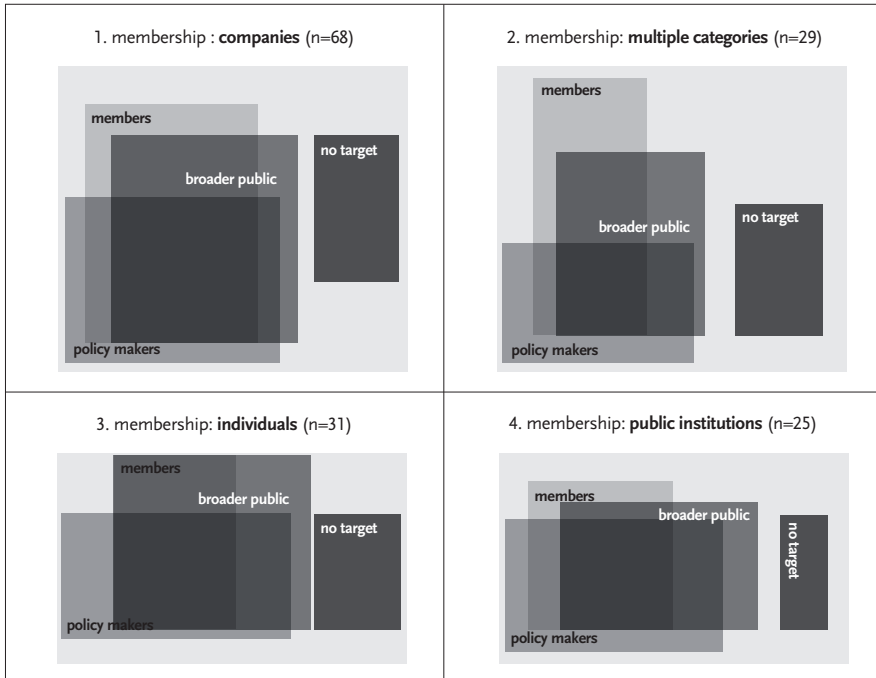 1. membership : companies (n=68)
members
no target
broader public
policy makers
2. membership: multiple categories (n=29)
members
no target
broader public
policy makers
3. membership: individuals (n=31)
members
broader public
no target
policy makers
4. membership: public institutions (n=25)
members
broader public
no target
policy makers